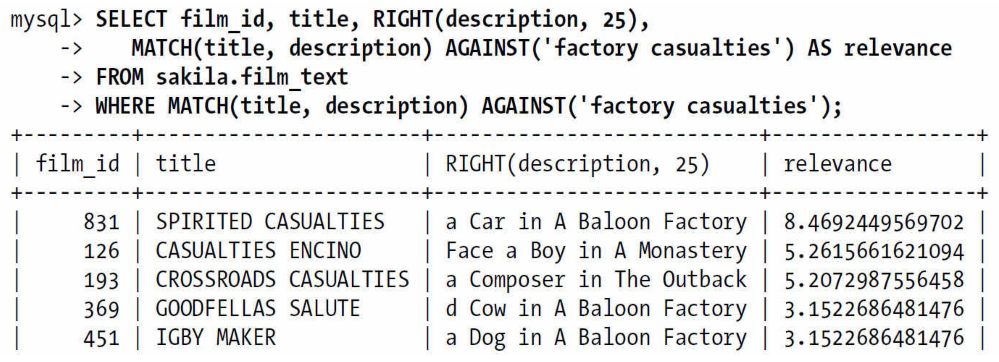 mysql> SELECT film_id, title, RIGHT(description, 25),
    ->    MATCH(title, description) AGAINST('factory casualties') AS relevance
    -> FROM sakila.film_text
    -> WHERE MATCH(title, description) AGAINST('factory casualties');
+---------+-----------------------+---------------------------+-----------------+
| film_id | title                 | RIGHT(description, 25)    | relevance       |
+---------+-----------------------+---------------------------+-----------------+
|     831 | SPIRITED CASUALTIES   | a Car in A Baloon Factory | 8.4692449569702 |
|     126 | CASUALTIES ENCINO     | Face a Boy in A Monastery | 5.2615661621094 |
|     193 | CROSSROADS CASUALTIES | a Composer in The Outback | 5.2072987556458 |
|     369 | GOODFELLAS SALUTE     | d Cow in A Baloon Factory | 3.1522686481476 |
|     451 | IGBY MAKER            | a Dog in A Baloon Factory | 3.1522686481476 |